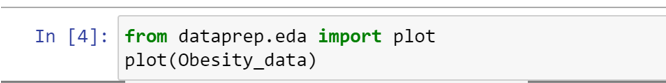 In [4]: from dataprep.eda import plot
plot(Obesity_data)